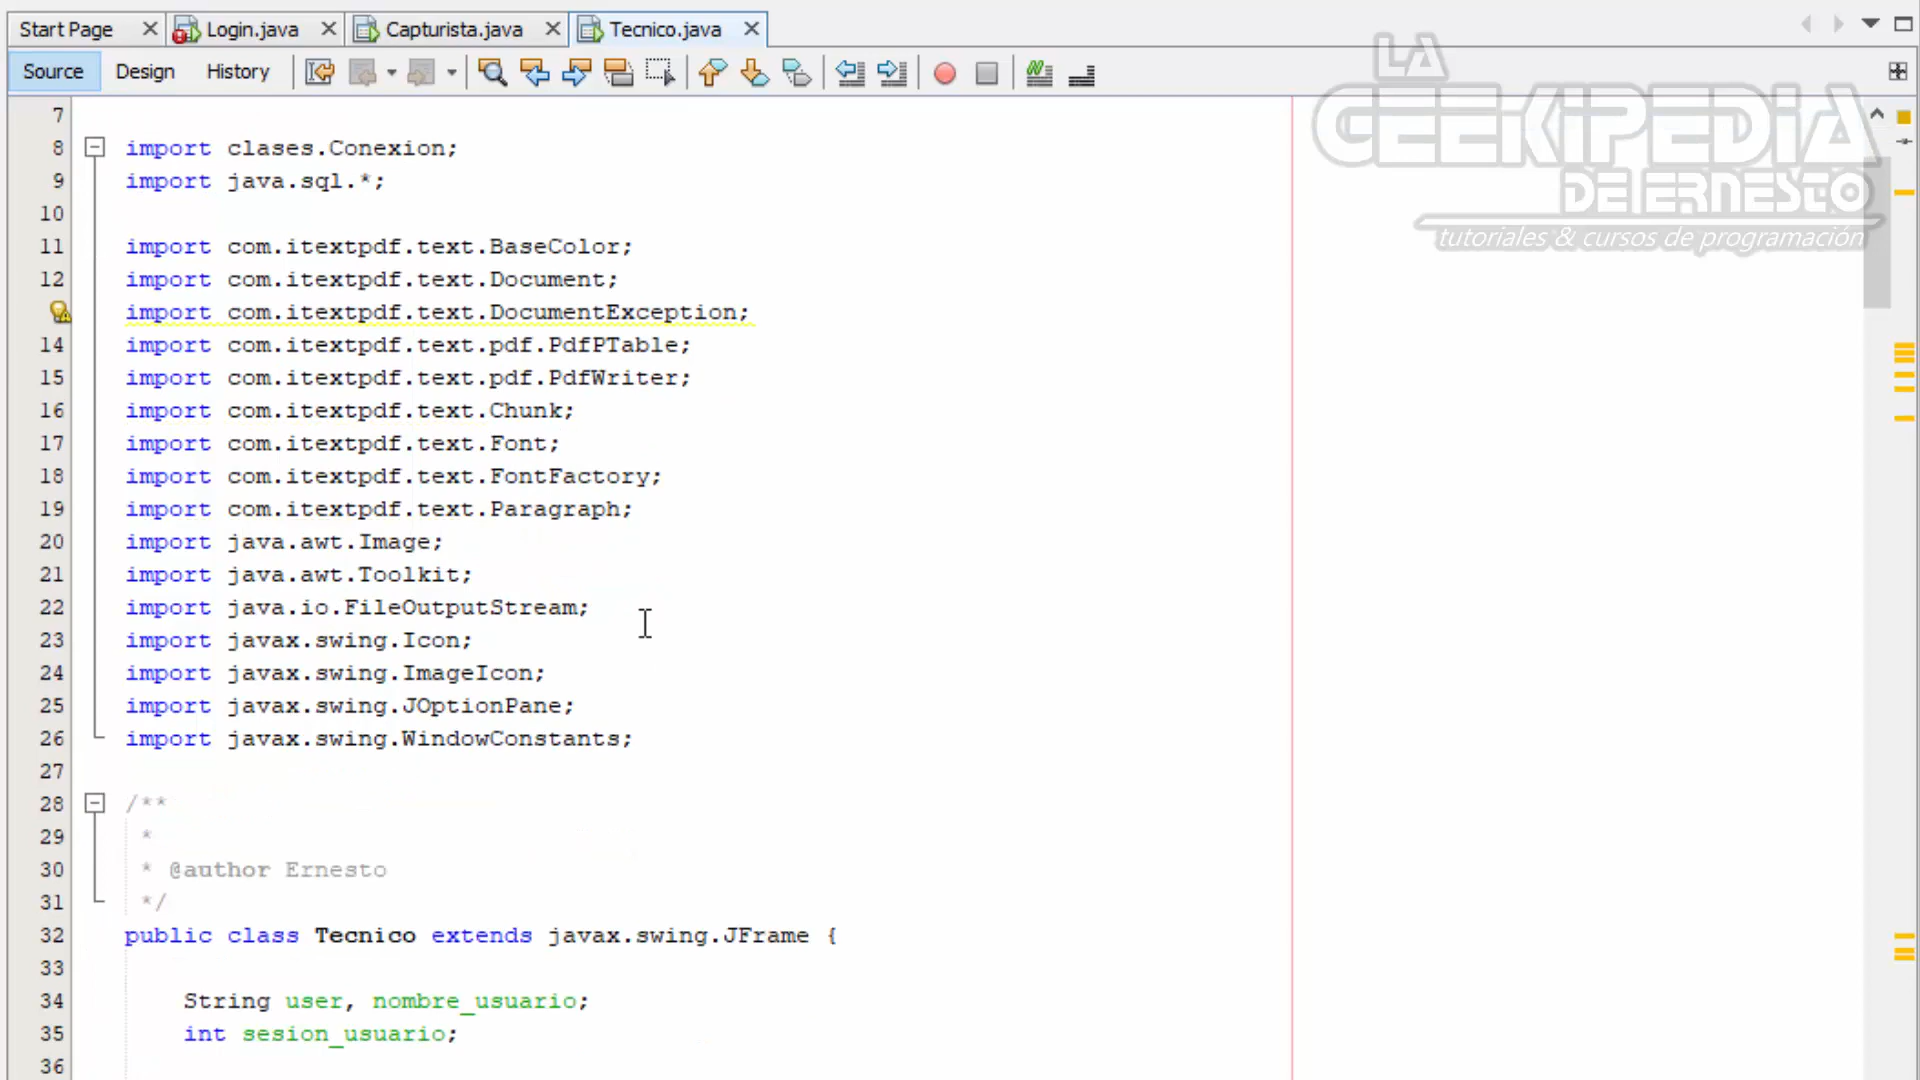 Start Page
Login.java
Capturista.java
Tecnico.java
Source
Design
History
LA
GEEKIPEDIA
DE ERNESTO
tutoriales & cursos de programación
7
8 import clases.Conexion;
9 import java.sql.*;
10
11 import com.itextpdf.text.BaseColor;
12 import com.itextpdf.text.Document;
import com.itextpdf.text.DocumentException;
14 import com.itextpdf.text.pdf.PdfPTable;
15 import com.itextpdf.text.pdf.PdfWriter;
16 import com.itextpdf.text.Chunk;
17 import com.itextpdf.text.Font;
18 import com.itextpdf.text.FontFactory;
19 import com.itextpdf.text.Paragraph;
20 import java.awt.Image;
21 import java.awt.Toolkit;
22 import java.io.FileOutputStream;
23 import javax.swing.Icon;
24 import javax.swing.ImageIcon;
25 import javax.swing.JOptionPane;
26 import javax.swing.WindowConstants;
27
28 /**
29 *
30 * @author Ernesto
31 */
32 public class Tecnico extends javax.swing.JFrame {
33
34 String user, nombre_usuario;
35 int sesion_usuario;
36